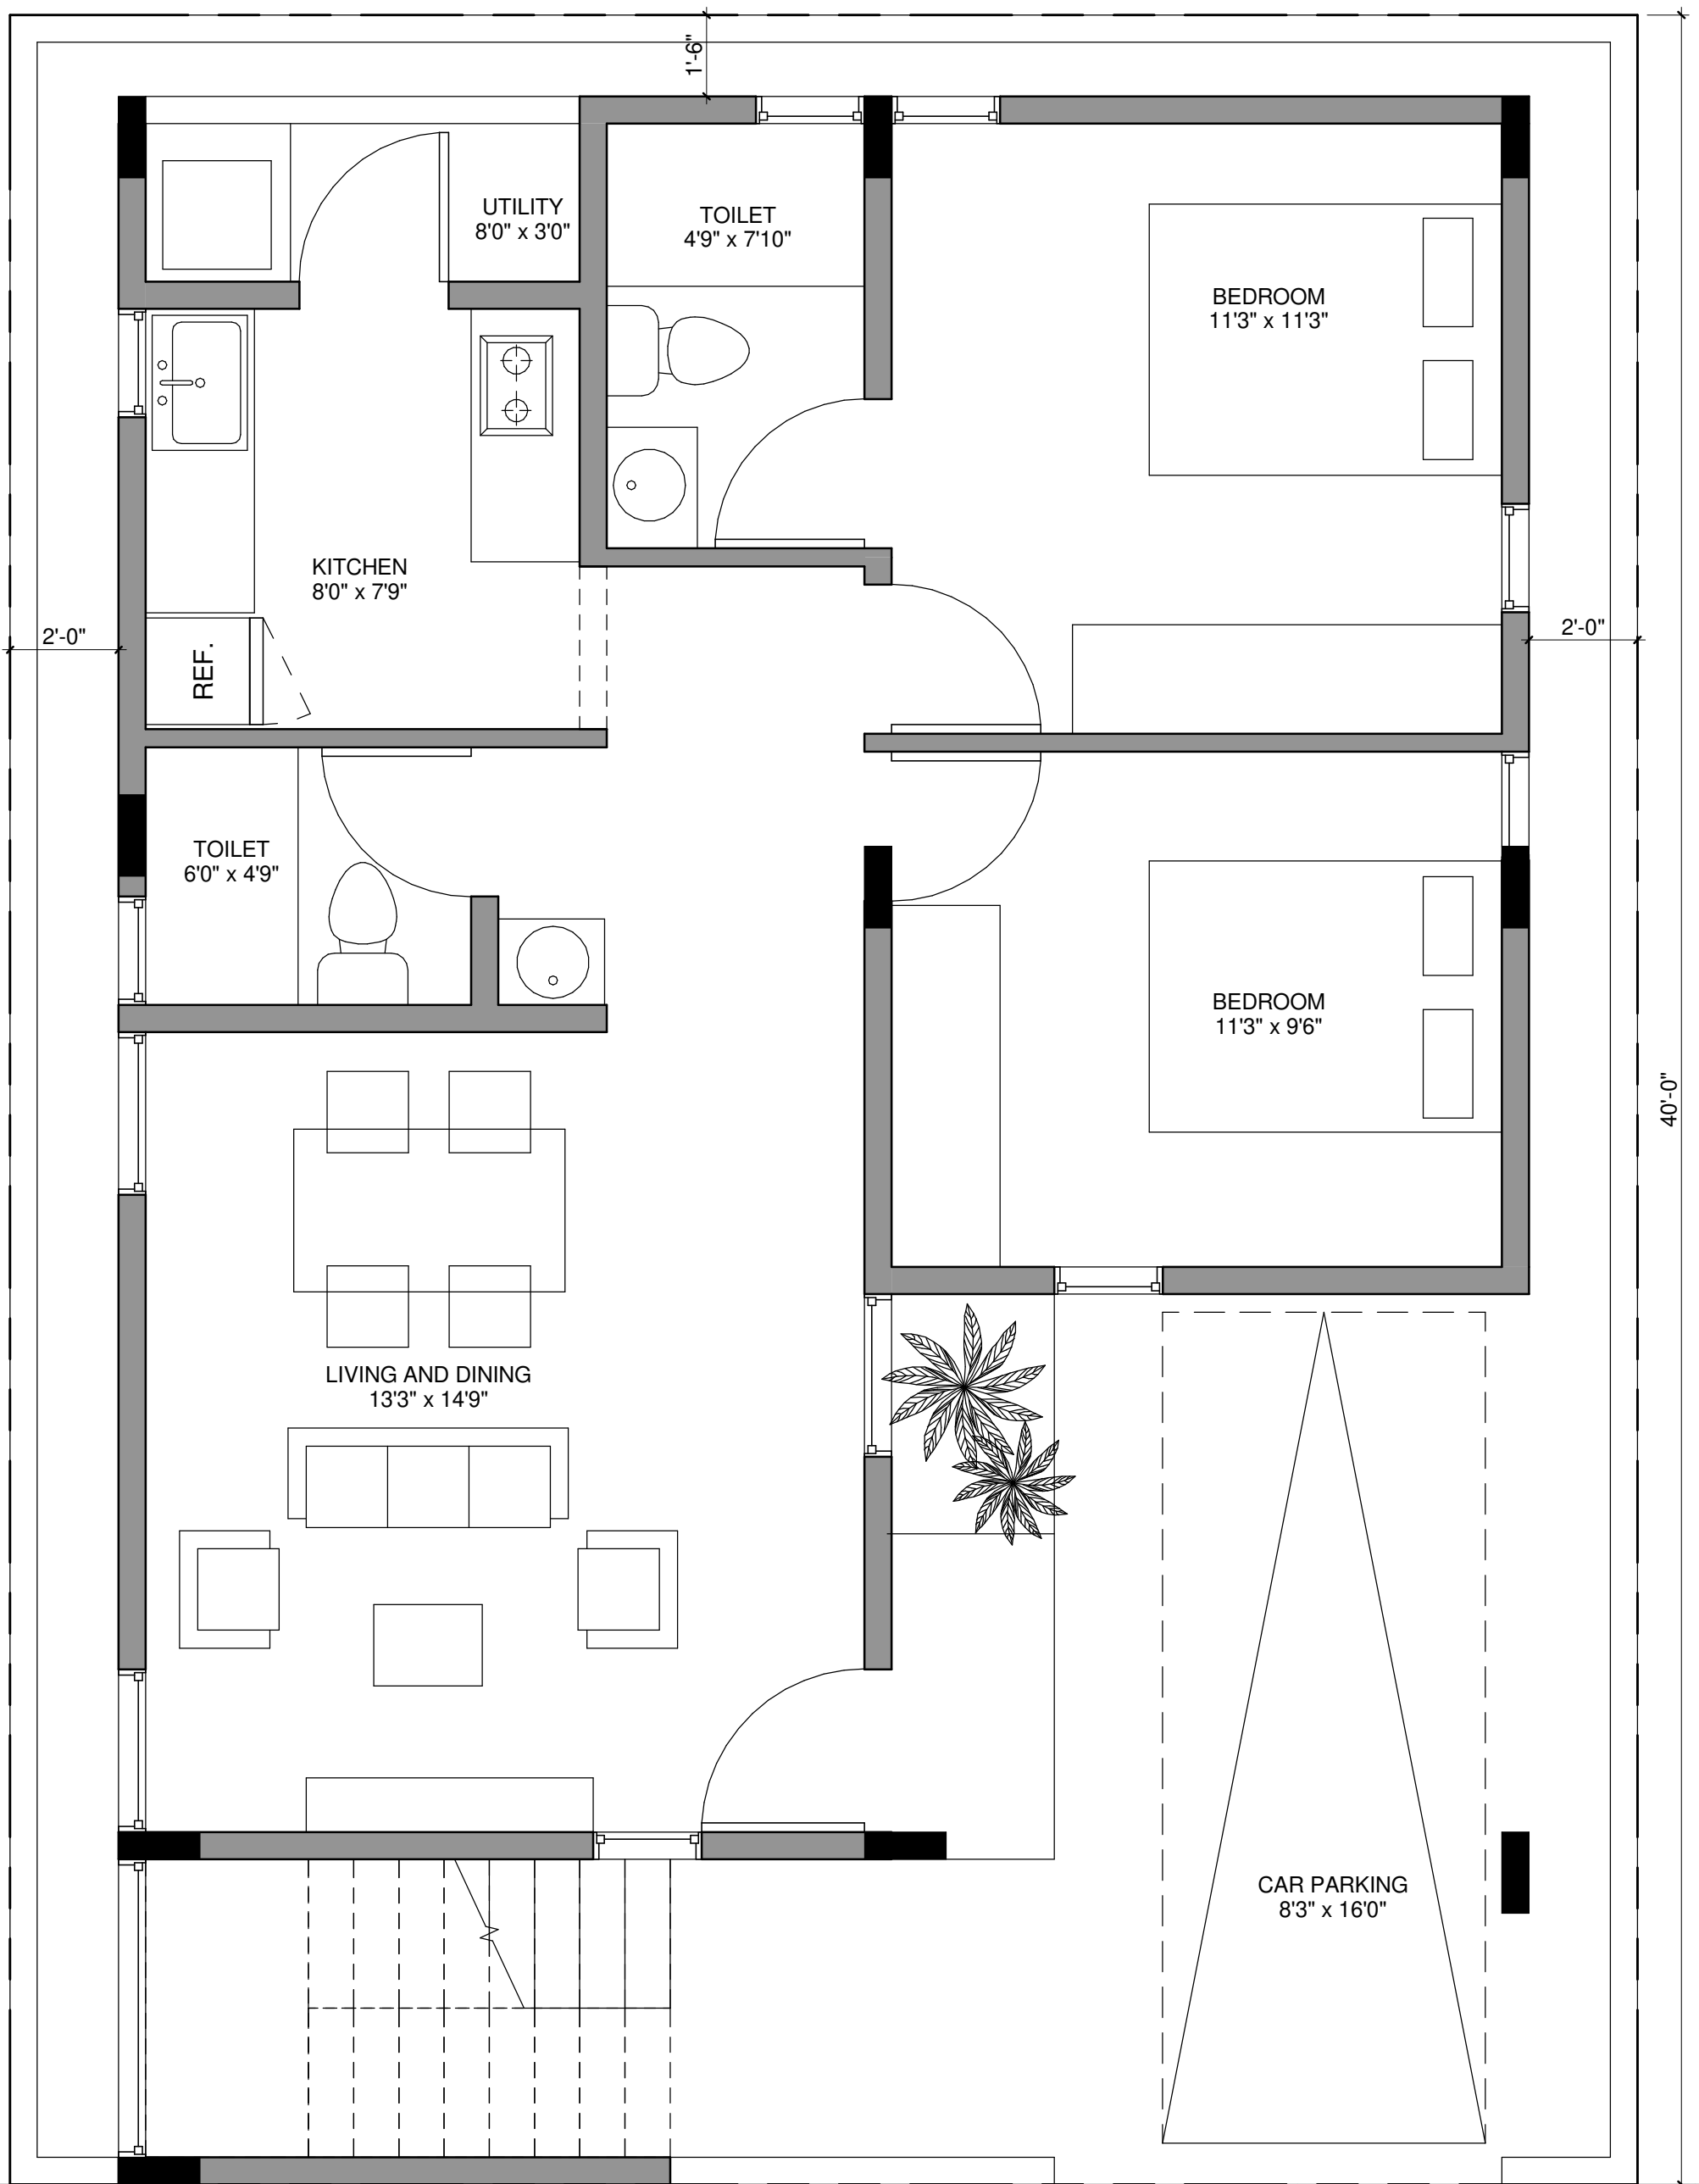 1'-6"
UTILITY
8'0" x 3'0"
TOILET
4'9" x 7'10"
BEDROOM
11'3" x 11'3"
KITCHEN
8'0" x 7'9"
2'-0"
REF.
2'-0"
TOILET
6'0" x 4'9"
BEDROOM
11'3" x 9'6"
40'-0"
LIVING AND DINING
13'3" x 14'9"
CAR PARKING
8'3" x 16'0"